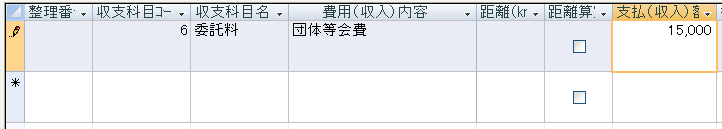 整理番 収支科目コー 収支科目名 費用(収入)内容 距離(kr 距離算 支払(収入)額
6 委託料 団体等会費 15,000